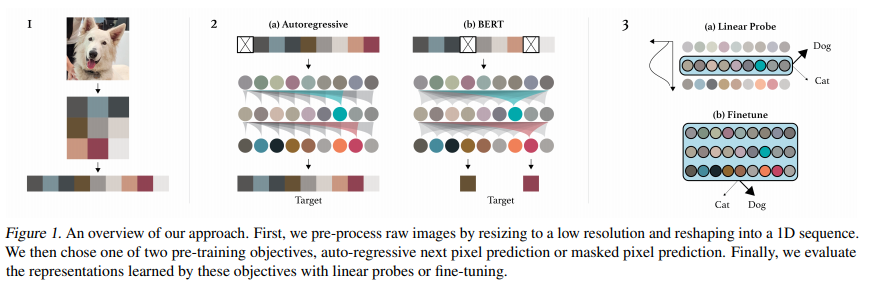 1
2
(a) Autoregressive
(b) BERT
3
(a) Linear Probe
Dog
Cat
(b) Finetune
Target
Target
Cat
Dog
Figure 1. An overview of our approach. First, we pre-process raw images by resizing to a low resolution and reshaping into a 1D sequence.
We then chose one of two pre-training objectives, auto-regressive next pixel prediction or masked pixel prediction. Finally, we evaluate
the representations learned by these objectives with linear probes or fine-tuning.